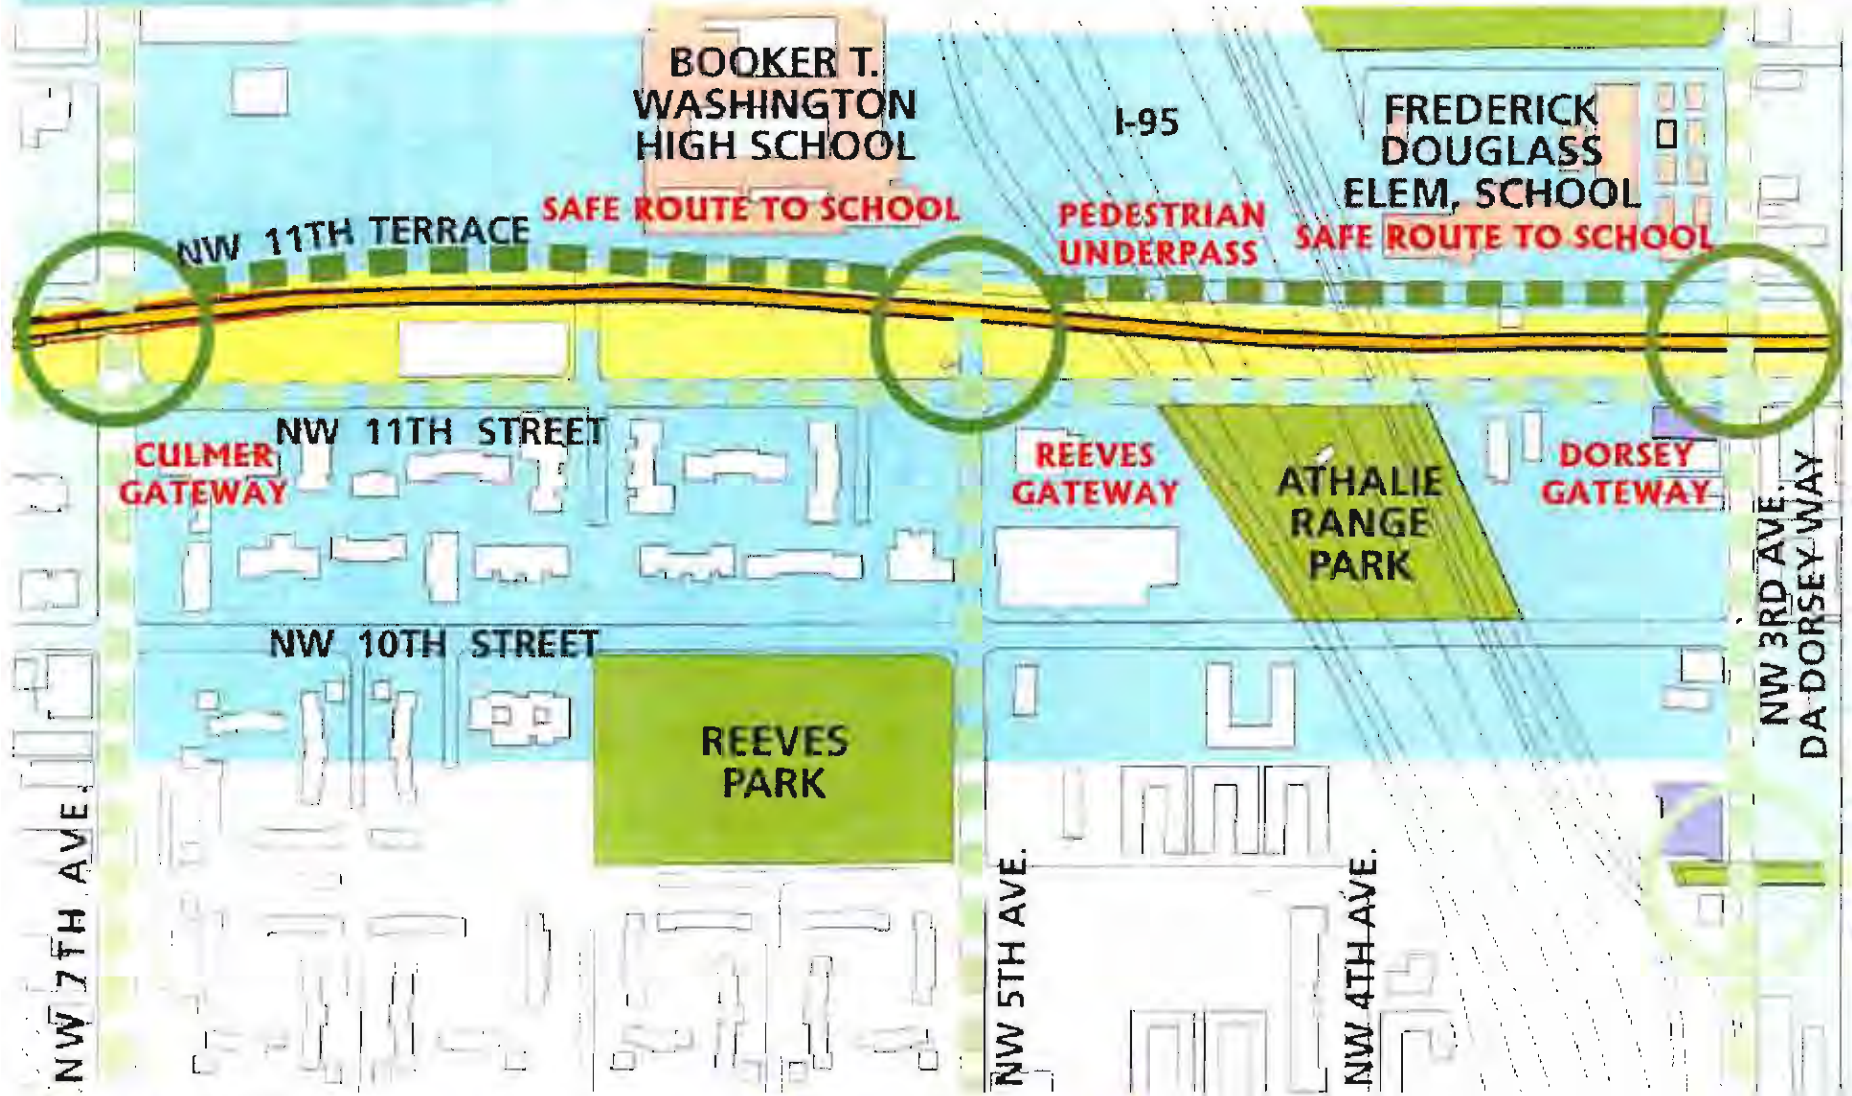 BOOKER T.
WASHINGTON
HIGH SCHOOL
I-95
FREDERICK
DOUGLASS
ELEM, SCHOOL
SAFE ROUTE TO SCHOOL
PEDESTRIAN
UNDERPASS
SAFE ROUTE TO SCHOOL
NW 11TH TERRACE
NW 11TH STREET
CULMER
GATEWAY
REEVES
GATEWAY
ATHALIE
RANGE
PARK
DORSEY
GATEWAY
NW 10TH STREET
REEVES
PARK
NW 7TH AVE.
NW 5TH AVE.
NW 4TH AVE.
NW 3RD AVE.
DA DORSEY WAY